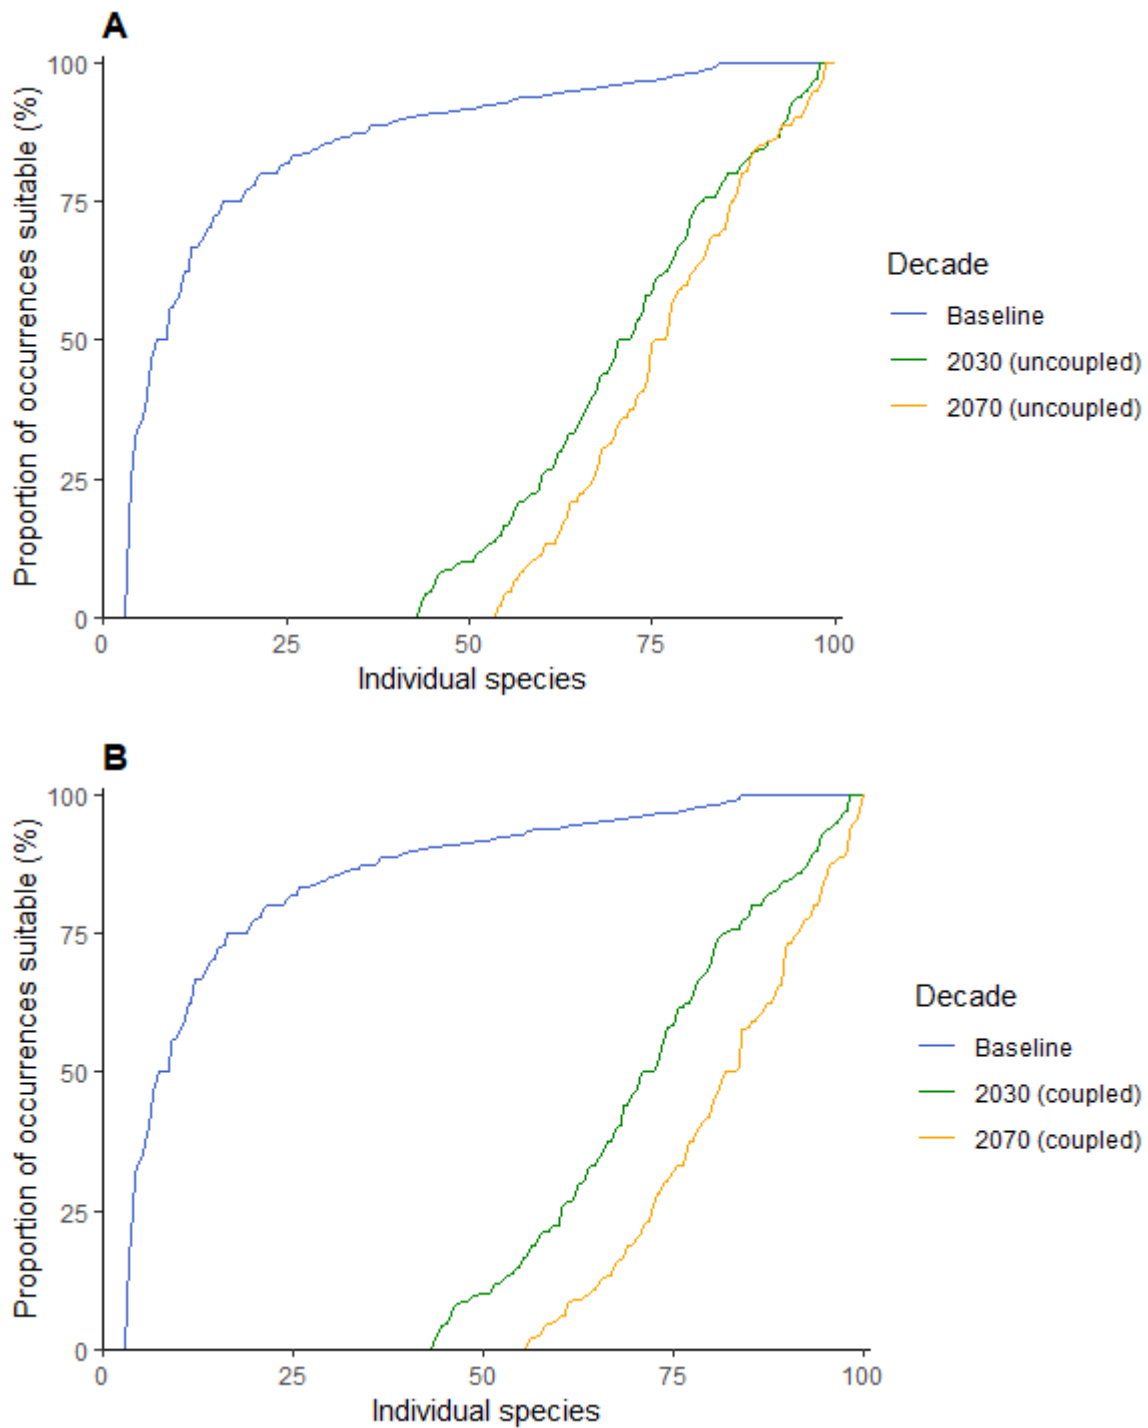 A
Proportion of occurrences suitable (%)
100
75
50
25
0
0 25 50 75 100
Individual species
Decade
Baseline
2030 (uncoupled)
2070 (uncoupled)
B
Proportion of occurrences suitable (%)
100
75
50
25
0
0 25 50 75 100
Individual species
Decade
Baseline
2030 (coupled)
2070 (coupled)